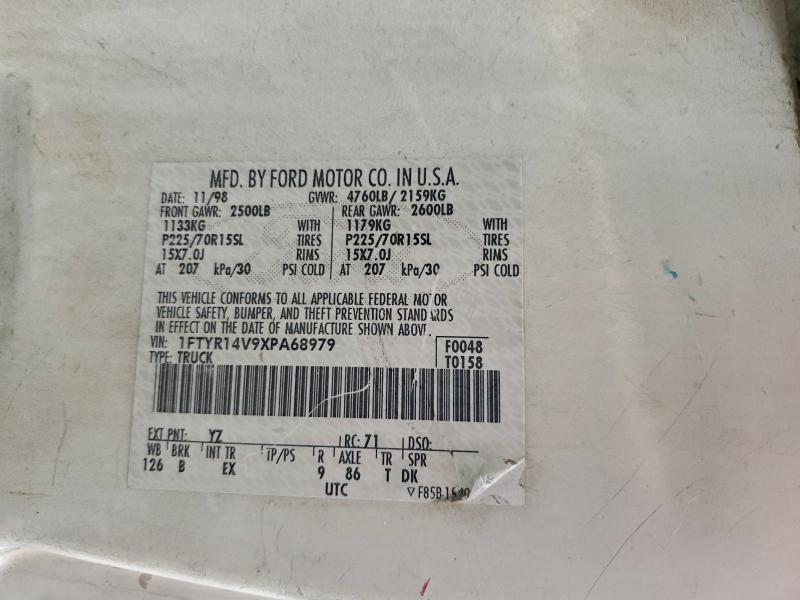 MFD. BY FORD MOTOR CO. IN U.S.A.
DATE: 11/98 GVWR: 4760LB/ 2159KG
FRONT GAWR: 2500LB REAR GAWR: 2600LB
1133KG WITH 1179KG WITH
P225/70R15SL TIRES P225/70R15SL TIRES
15X7.0J RIMS 15X7.0J RIMS
AT 207 kPa/30 PSI COLD AT 207 kPa/30 PSI COLD
THIS VEHICLE CONFORMS TO ALL APPLICABLE FEDERAL MOTOR
VEHICLE SAFETY, BUMPER, AND THEFT PREVENTION STANDARDS
IN EFFECT ON THE DATE OF MANUFACTURE SHOWN ABOVE.
VIN: 1FTYR14V9XPA68979 F0048
TYPE: TRUCK T0158
EXT PNT: YZ RC: 71 DSO:
WB BRK INT TR TP/PS R AXLE TR SPR
126 B EX 9 86 T DK
UTC ▽ F85B-